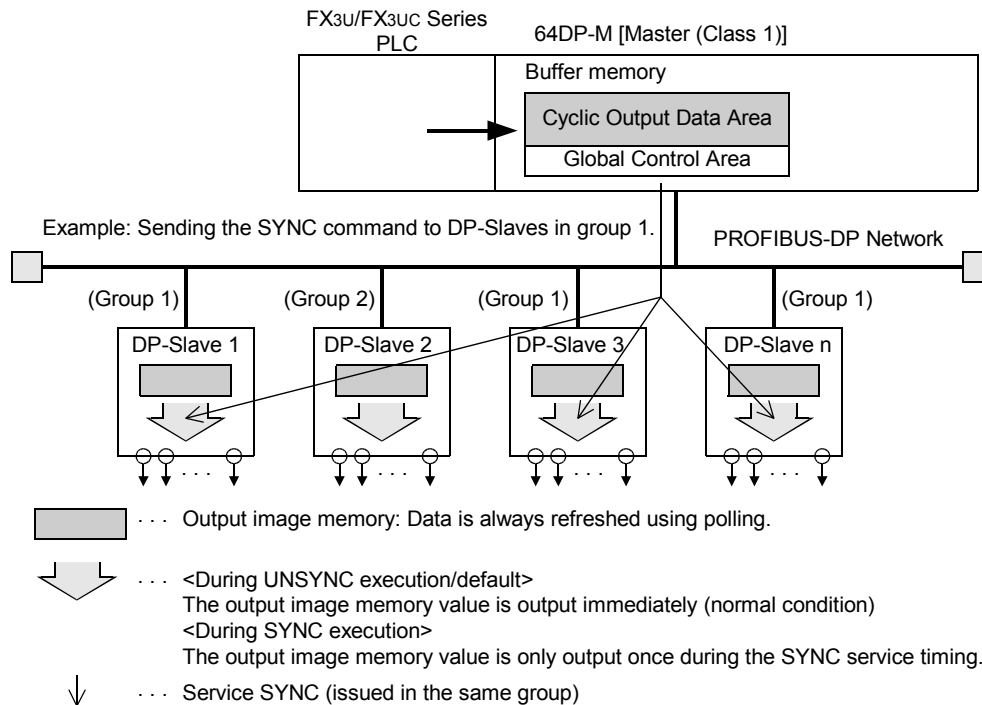 FX3U/FX3UC Series
PLC
64DP-M [Master (Class 1)]
Buffer memory
Cyclic Output Data Area
Global Control Area
Example: Sending the SYNC command to DP-Slaves in group 1.
PROFIBUS-DP Network
(Group 1)
(Group 2)
(Group 1)
(Group 1)
DP-Slave 1
DP-Slave 2
DP-Slave 3
DP-Slave n
· · ·
· · ·
· · ·
· · ·
· · · Output image memory: Data is always refreshed using polling.
· · · <During UNSYNC execution/default>
The output image memory value is output immediately (normal condition)
<During SYNC execution>
The output image memory value is only output once during the SYNC service timing.
· · · Service SYNC (issued in the same group)